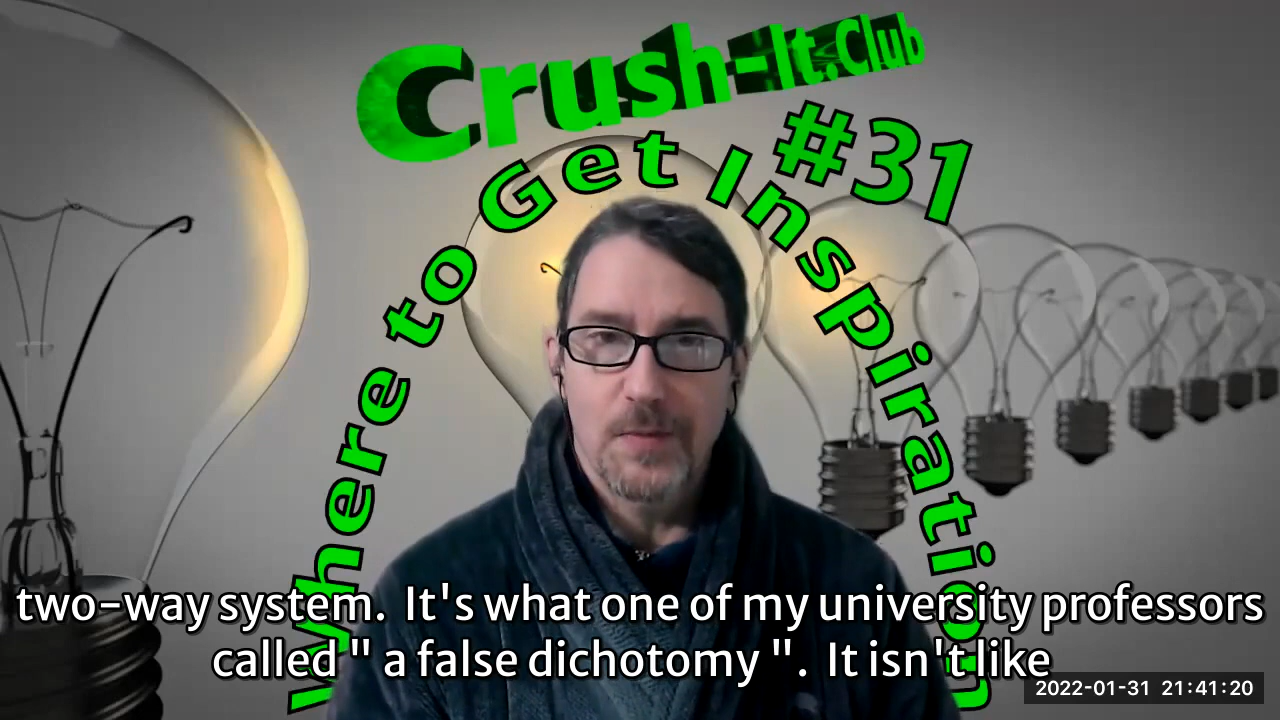 Crush-It.Club
#31
Where to Get Inspiration
two-way system.  It's what one of my university professors
called " a false dichotomy ".  It isn't like
2022-01-31 21:41:20